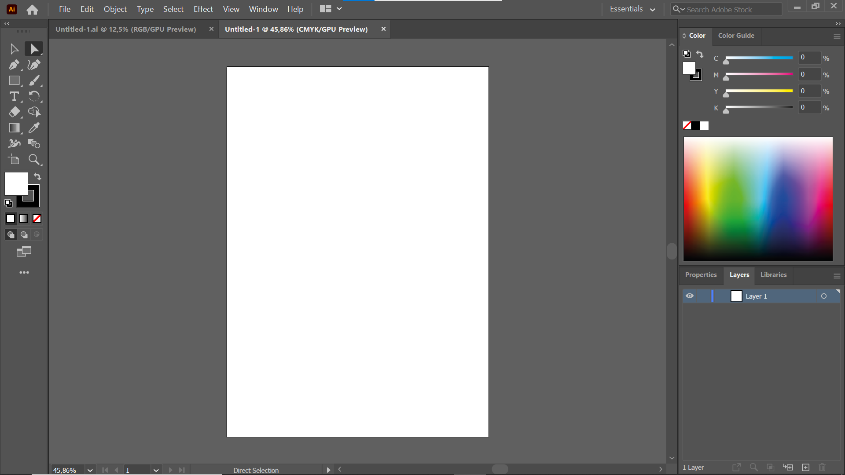 Ai File Edit Object Type Select Effect View Window Help Essentials Search Adobe Stock
Untitled-1.ai @ 12,5% (RGB/GPU Preview) × Untitled-1 @ 45,86% (CMYK/GPU Preview) ×
Color Color Guide
C 0 %
M 0 %
Y 0 %
K 0 %
Properties Layers Libraries
Layer 1
1 Layer
45,86% 1 Direct Selection